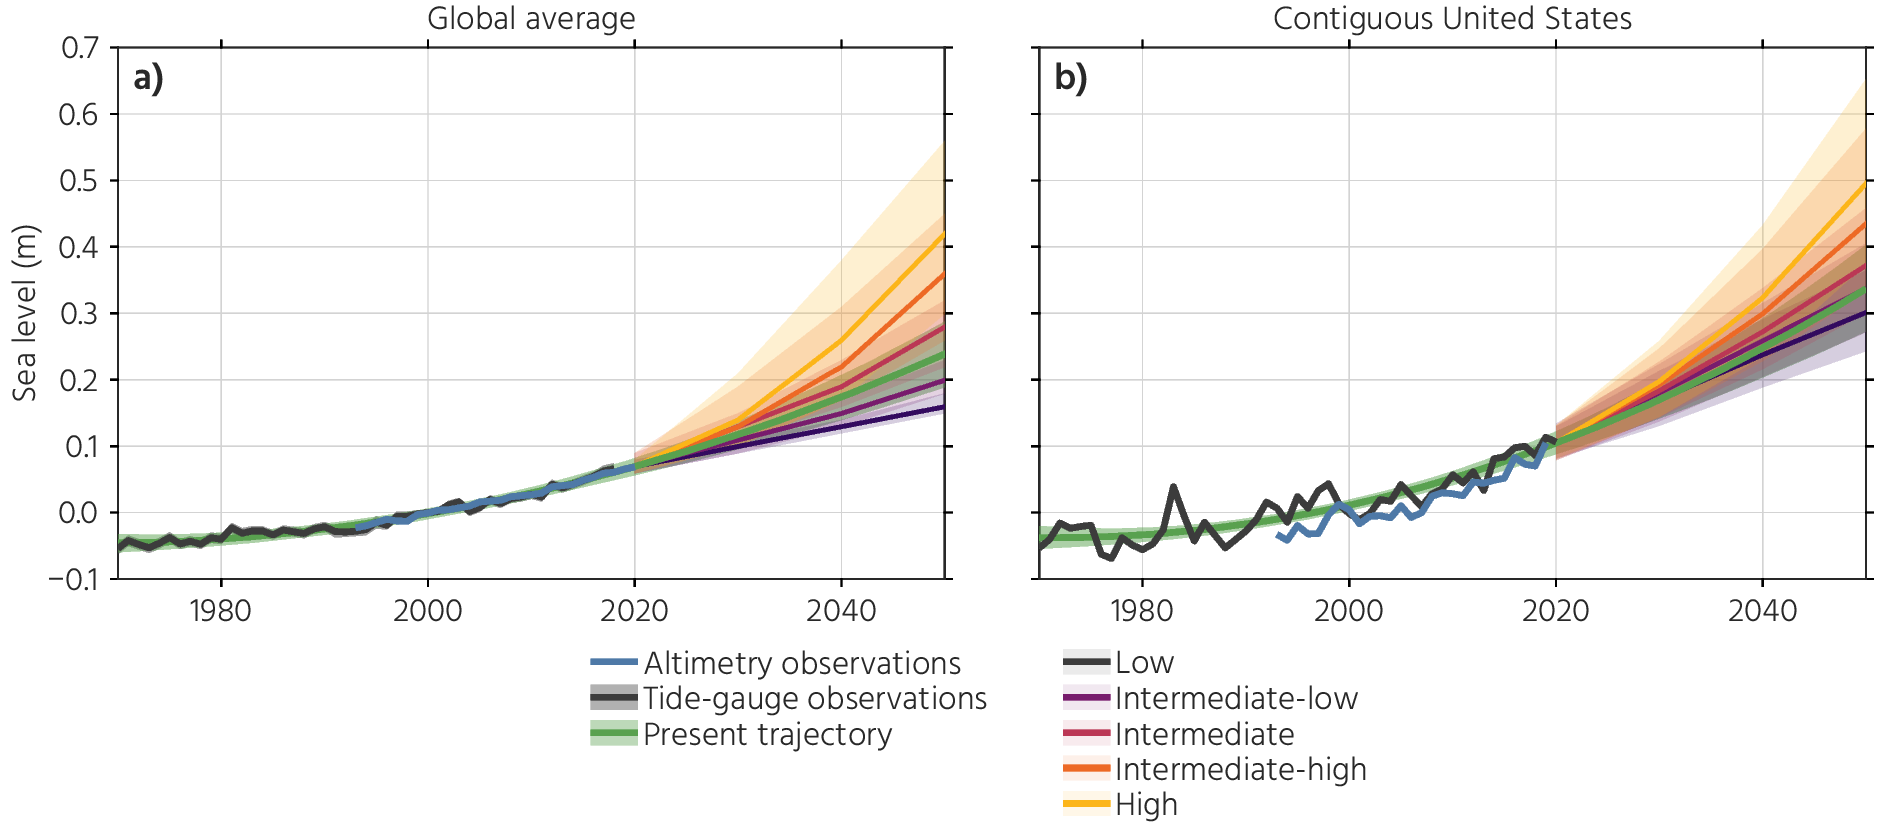 Global average
Contiguous United States
a)
b)
Sea level (m)
0.7
0.6
0.5
0.4
0.3
0.2
0.1
0.0
−0.1
1980 2000 2020 2040
1980 2000 2020 2040
Altimetry observations
Tide-gauge observations
Present trajectory
Low
Intermediate-low
Intermediate
Intermediate-high
High